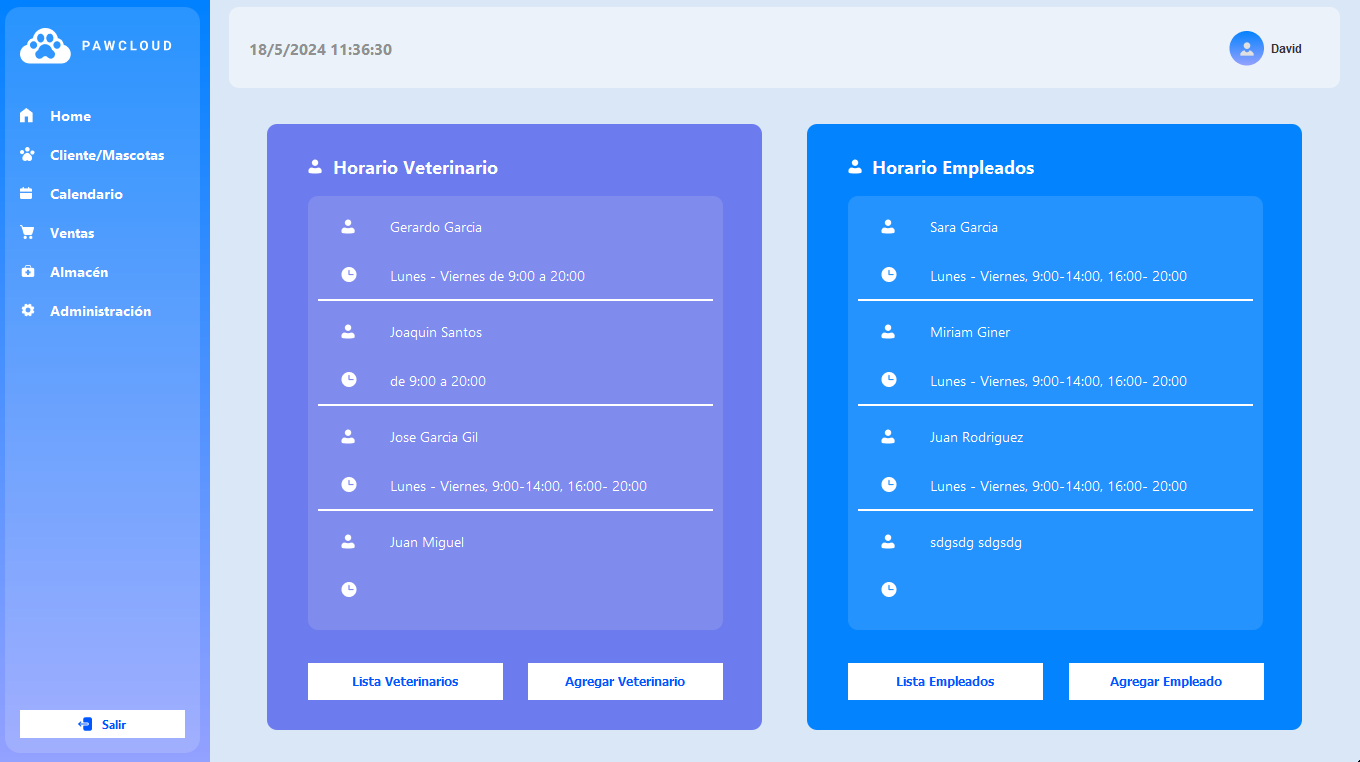 PAWCLOUD
Home
Cliente/Mascotas
Calendario
Ventas
Almacén
Administración
Salir
18/5/2024 11:36:30
David
Horario Veterinario
Gerardo Garcia
Lunes - Viernes de 9:00 a 20:00
Joaquin Santos
de 9:00 a 20:00
Jose Garcia Gil
Lunes - Viernes, 9:00-14:00, 16:00- 20:00
Juan Miguel
Lista Veterinarios
Agregar Veterinario
Horario Empleados
Sara Garcia
Lunes - Viernes, 9:00-14:00, 16:00- 20:00
Miriam Giner
Lunes - Viernes, 9:00-14:00, 16:00- 20:00
Juan Rodriguez
Lunes - Viernes, 9:00-14:00, 16:00- 20:00
sdgsdg sdgsdg
Lista Empleados
Agregar Empleado